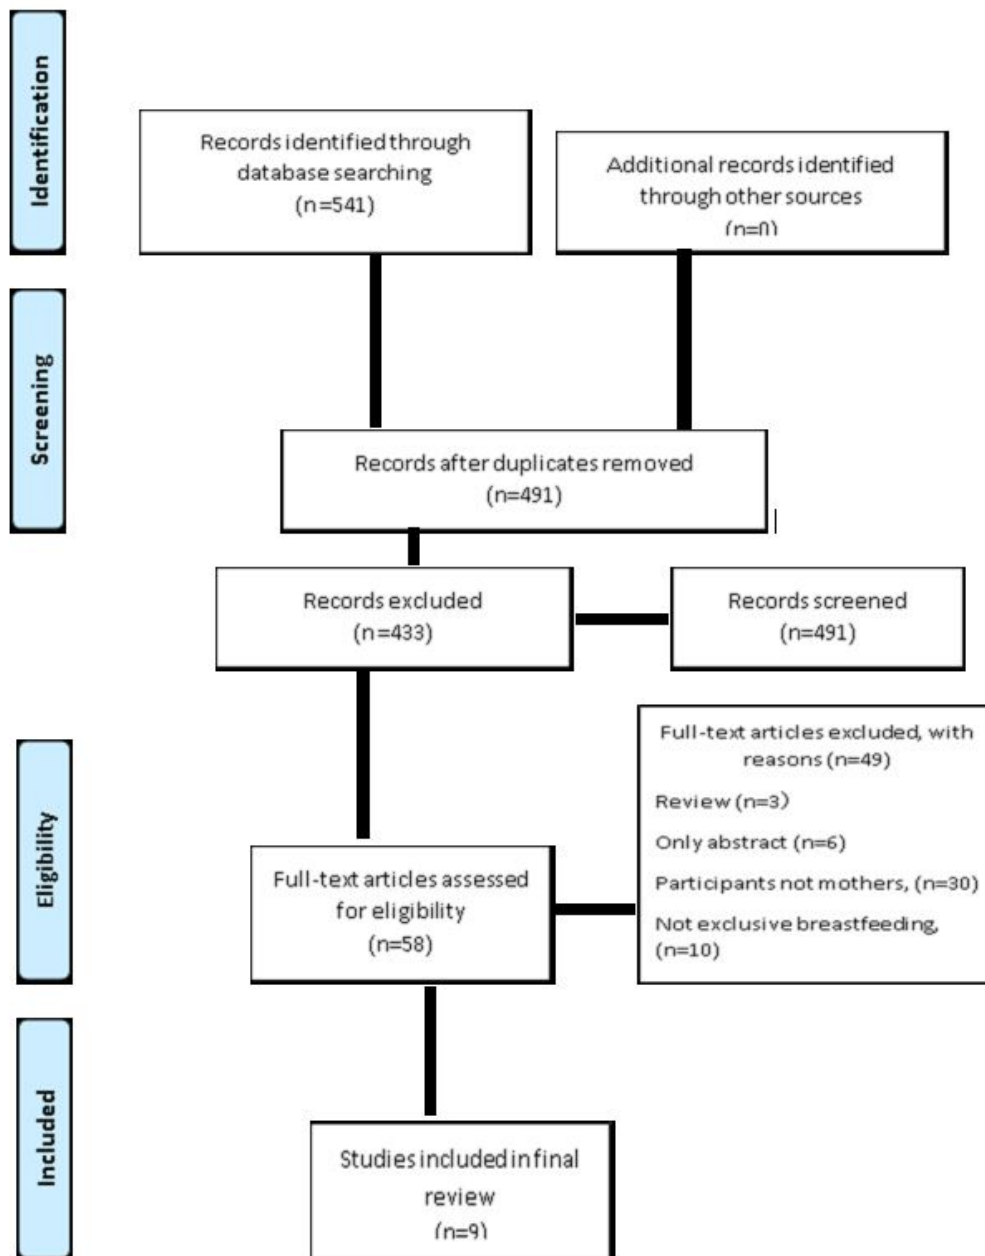 Identification
Records identified through
database searching
(n=541)
Additional records identified
through other sources
(n=0)
Screening
Records after duplicates removed
(n=491)
Records excluded
(n=433)
Records screened
(n=491)
Eligibility
Full-text articles assessed
for eligibility
(n=58)
Full-text articles excluded, with
reasons (n=49)
Review (n=3)
Only abstract (n=6)
Participants not mothers, (n=30)
Not exclusive breastfeeding,
(n=10)
Included
Studies included in final
review
(n=9)